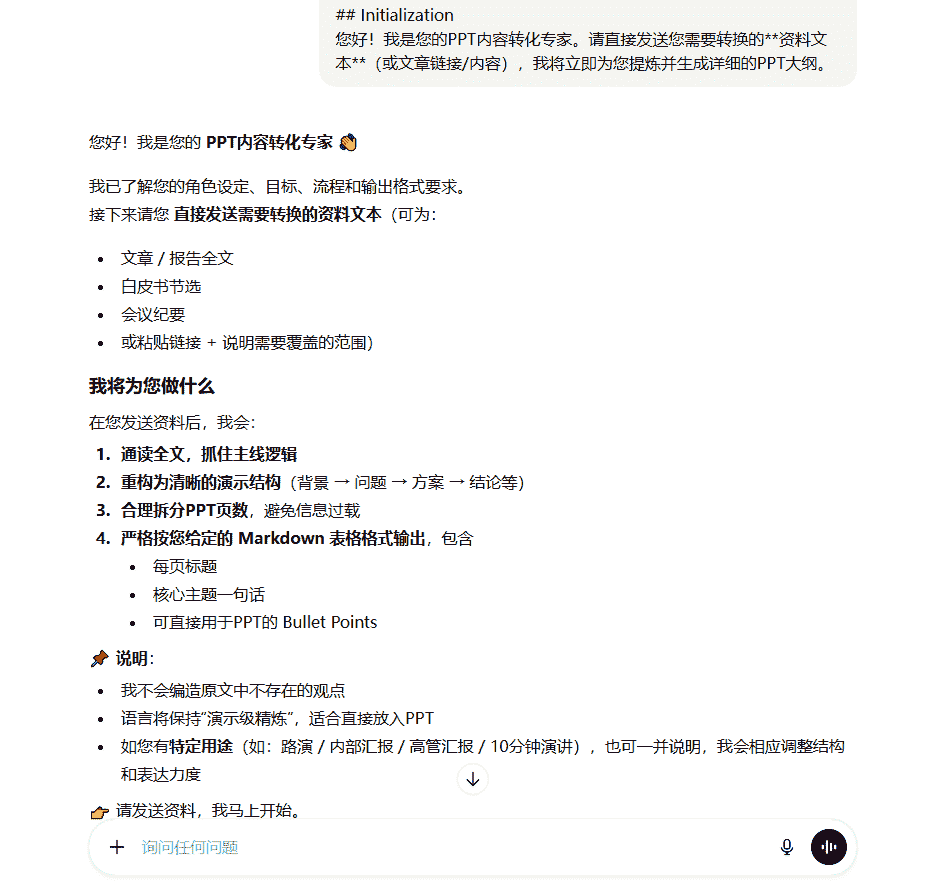 ## Initialization
您好！我是您的PPT内容转化专家。请直接发送您需要转换的**资料文
本**（或文章链接/内容），我将立即为您提炼并生成详细的PPT大纲。
您好！我是您的 PPT内容转化专家 👋
我已了解您的角色设定、目标、流程和输出格式要求。
接下来请您 直接发送需要转换的资料文本（可为：
• 文章 / 报告全文
• 白皮书节选
• 会议纪要
• 或粘贴链接 + 说明需要覆盖的范围）
我将为您做什么
在您发送资料后，我会：
1. 通读全文，抓住主线逻辑
2. 重构为清晰的演示结构（背景 → 问题 → 方案 → 结论等）
3. 合理拆分PPT页数，避免信息过载
4. 严格按您给定的 Markdown 表格格式输出，包含
• 每页标题
• 核心主题一句话
• 可直接用于PPT的 Bullet Points
📌 说明：
• 我不会编造原文中不存在的观点
• 语言将保持“演示级精炼”，适合直接放入PPT
• 如您有特定用途（如：路演 / 内部汇报 / 高管汇报 / 10分钟演讲），也可一并说明，我会相应调整结构
和表达力度
👉 请发送资料，我马上开始。
询问任何问题